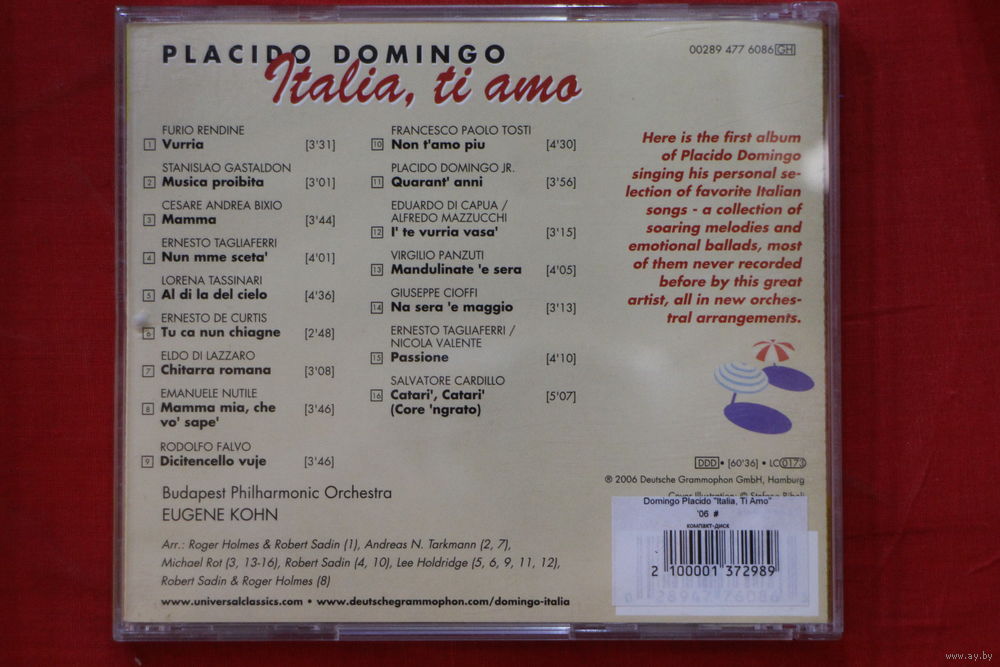 PLACIDO DOMINGO
Italia, ti amo
00289 477 6086 GH
FURIO RENDINE
1 Vurria [3'31]
STANISLAO GASTALDON
2 Musica proibita [3'01]
CESARE ANDREA BIXIO
3 Mamma [3'44]
ERNESTO TAGLIAFERRI
4 Nun mme sceta' [4'01]
LORENA TASSINARI
5 Al di la del cielo [4'36]
ERNESTO DE CURTIS
6 Tu ca nun chiagne [2'48]
ELDO DI LAZZARO
7 Chitarra romana [3'08]
EMANUELE NUTILE
8 Mamma mia, che [3'46]
vo' sape'
RODOLFO FALVO
9 Dicitencello vuje [3'46]
FRANCESCO PAOLO TOSTI
10 Non t'amo piu [4'30]
PLACIDO DOMINGO JR.
11 Quarant' anni [3'56]
EDUARDO DI CAPUA /
ALFREDO MAZZUCCHI
12 I' te vurria vasa' [3'15]
VIRGILIO PANZUTI
13 Mandulinate 'e sera [4'05]
GIUSEPPE CIOFFI
14 Na sera 'e maggio [3'13]
ERNESTO TAGLIAFERRI /
NICOLA VALENTE
15 Passione [4'10]
SALVATORE CARDILLO
16 Catari', Catari' [5'07]
(Core 'ngrato)
Here is the first album
of Placido Domingo
singing his personal se-
lection of favorite Italian
songs - a collection of
soaring melodies and
emotional ballads, most
of them never recorded
before by this great
artist, all in new orches-
tral arrangements.
Budapest Philharmonic Orchestra
EUGENE KOHN
Arr.: Roger Holmes & Robert Sadin (1), Andreas N. Tarkmann (2, 7),
Michael Rot (3, 13-16), Robert Sadin (4, 10), Lee Holdridge (5, 6, 9, 11, 12),
Robert Sadin & Roger Holmes (8)
www.universalclassics.com • www.deutschegrammophon.com/domingo-italia
DDD • [60'36] • LC 0173
℗ 2006 Deutsche Grammophon GmbH, Hamburg
Cover Illustration: © Stefano
Domingo Placido "Italia, Ti Amo"
'06 #
компакт-диск
2 100001 372989
0 28947 76086 3
www.ay.by